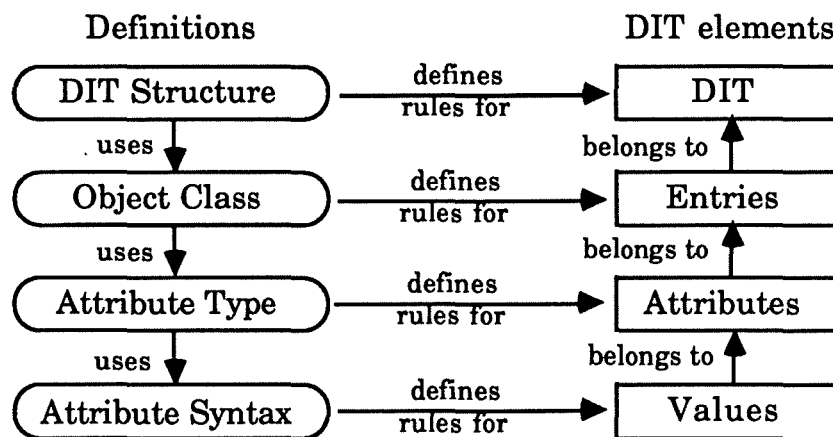 Definitions DIT elements
DIT Structure defines rules for DIT
uses belongs to
Object Class defines rules for Entries
uses belongs to
Attribute Type defines rules for Attributes
uses belongs to
Attribute Syntax defines rules for Values